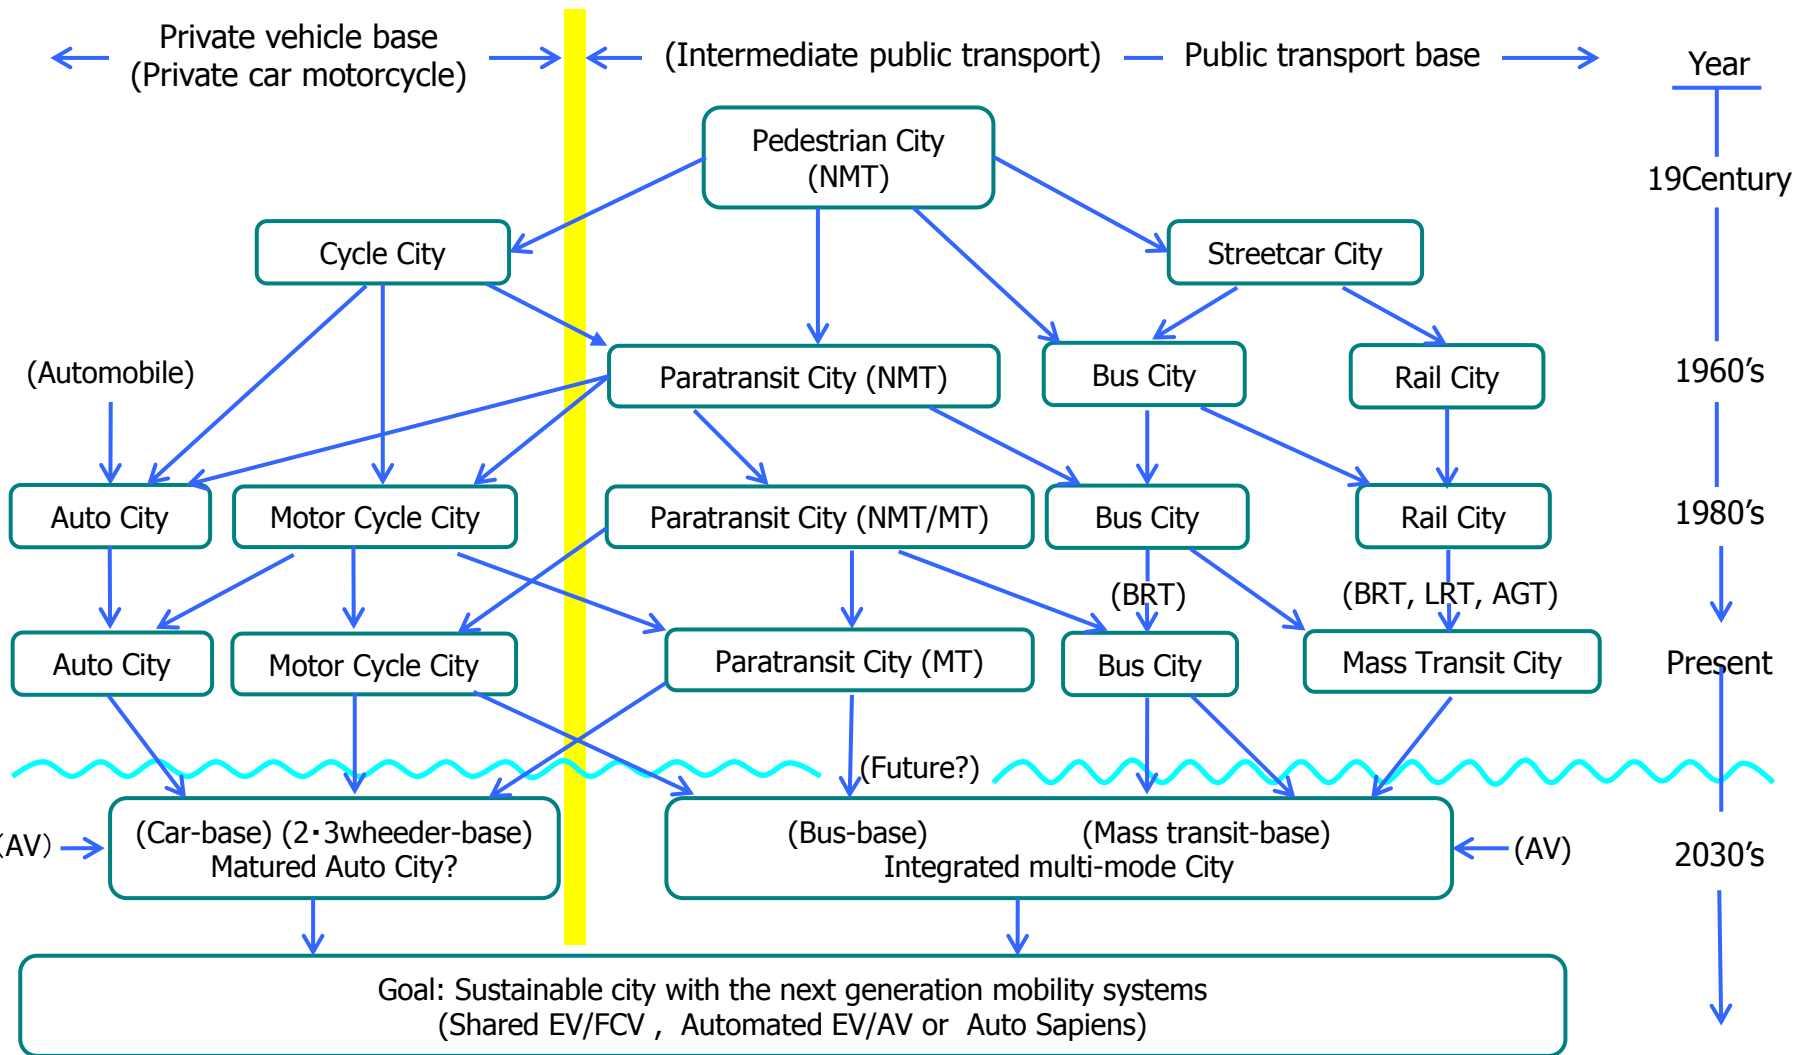 Private vehicle base
(Private car motorcycle)
(Intermediate public transport)
Public transport base
Year
Pedestrian City
(NMT)
19Century
Cycle City
Streetcar City
(Automobile)
Paratransit City (NMT)
Bus City
Rail City
1960’s
Auto City
Motor Cycle City
Paratransit City (NMT/MT)
Bus City
Rail City
1980’s
(BRT)
(BRT, LRT, AGT)
Auto City
Motor Cycle City
Paratransit City (MT)
Bus City
Mass Transit City
Present
(Future?)
(AV)
(Car-base) (2・3wheeder-base)
Matured Auto City?
(Bus-base)
(Mass transit-base)
Integrated multi-mode City
(AV)
2030’s
Goal: Sustainable city with the next generation mobility systems
(Shared EV/FCV , Automated EV/AV or Auto Sapiens)